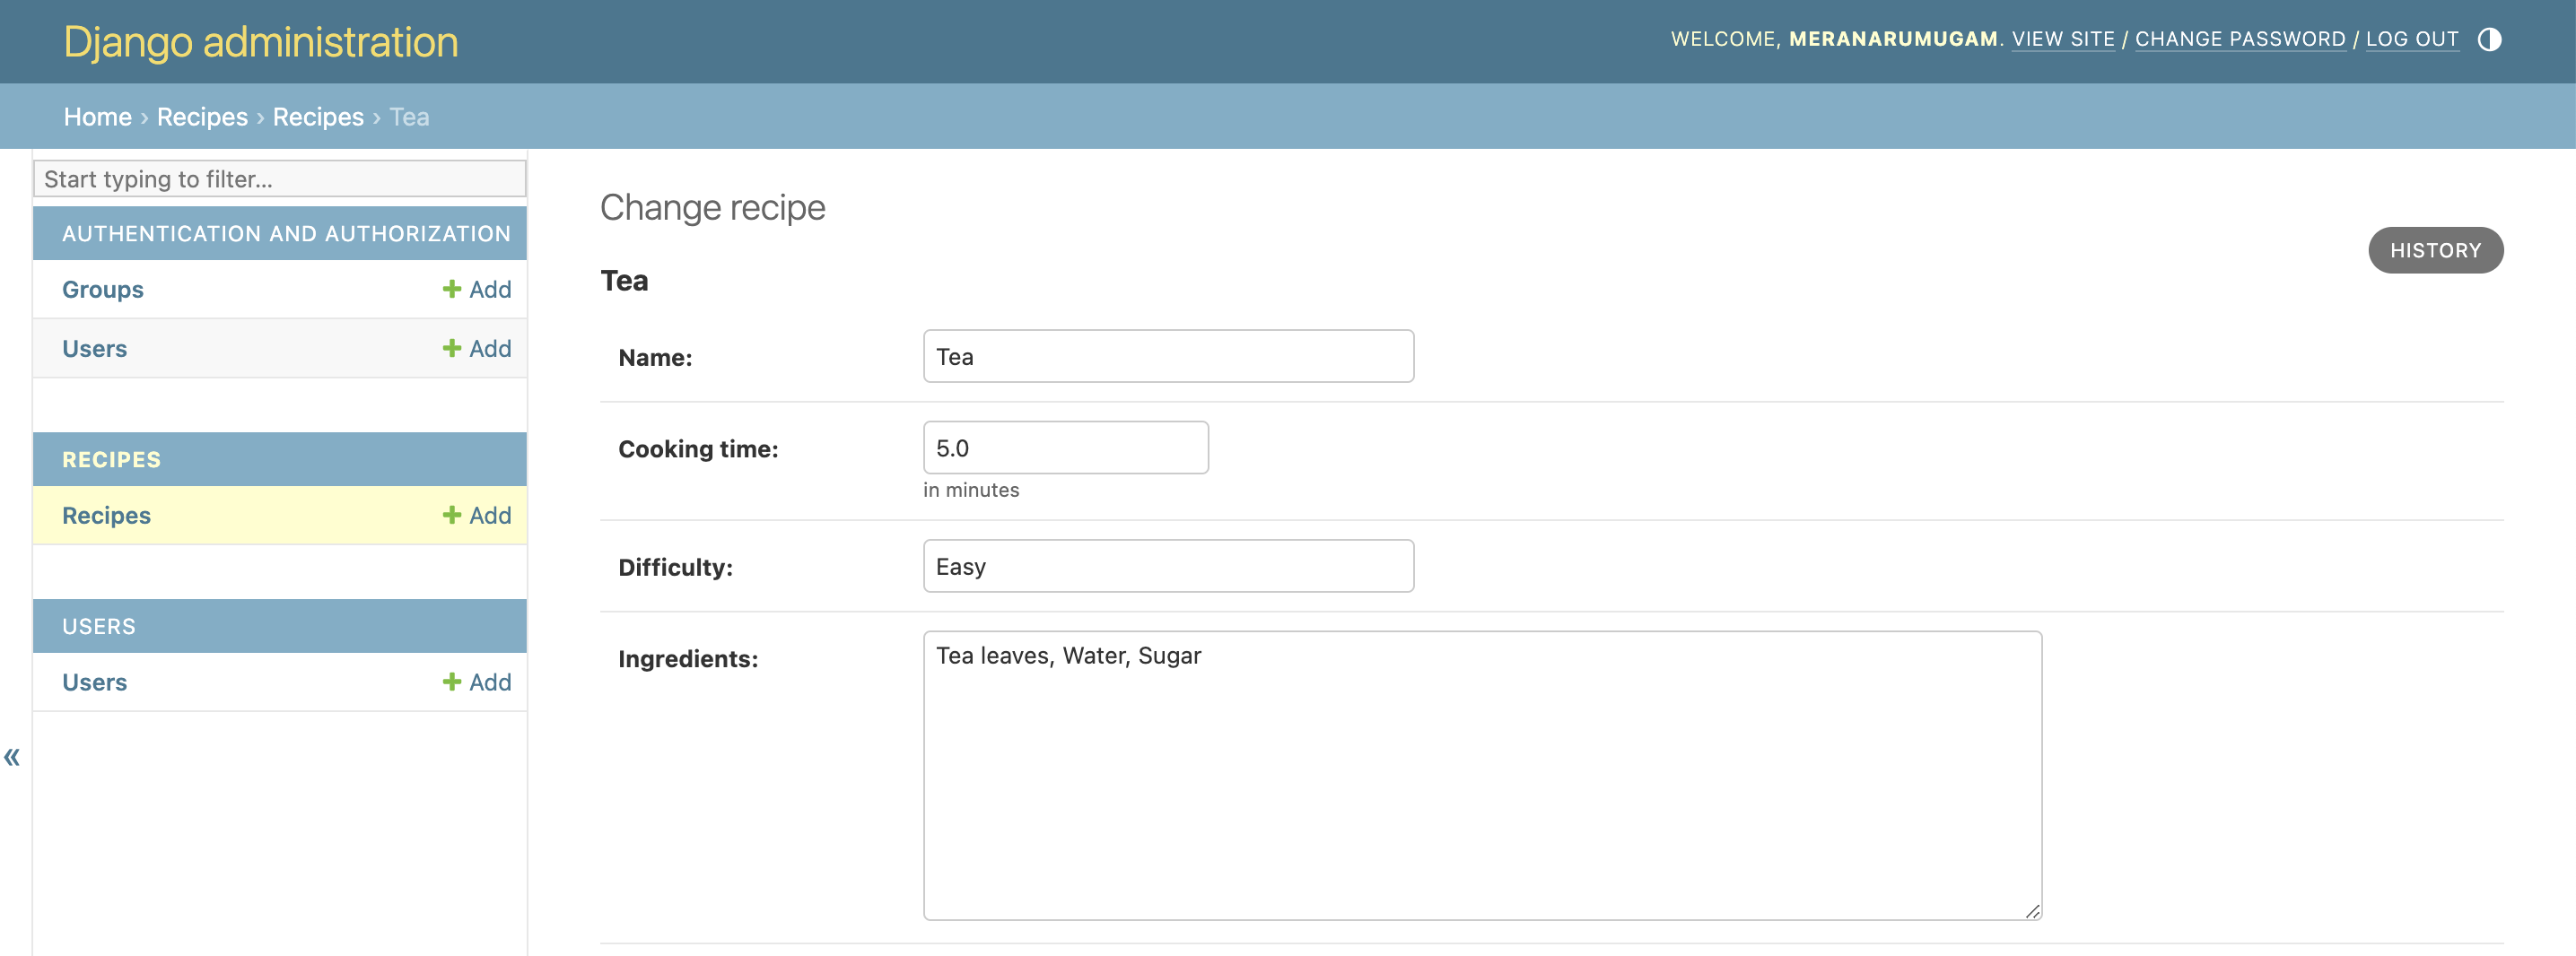 Django administration
WELCOME, MERANARUMUGAM. VIEW SITE / CHANGE PASSWORD / LOG OUT
Home › Recipes › Recipes › Tea
Start typing to filter...
AUTHENTICATION AND AUTHORIZATION
Groups + Add
Users + Add
RECIPES
Recipes + Add
USERS
Users + Add
«
Change recipe
HISTORY
Tea
Name: Tea
Cooking time: 5.0
in minutes
Difficulty: Easy
Ingredients: Tea leaves, Water, Sugar